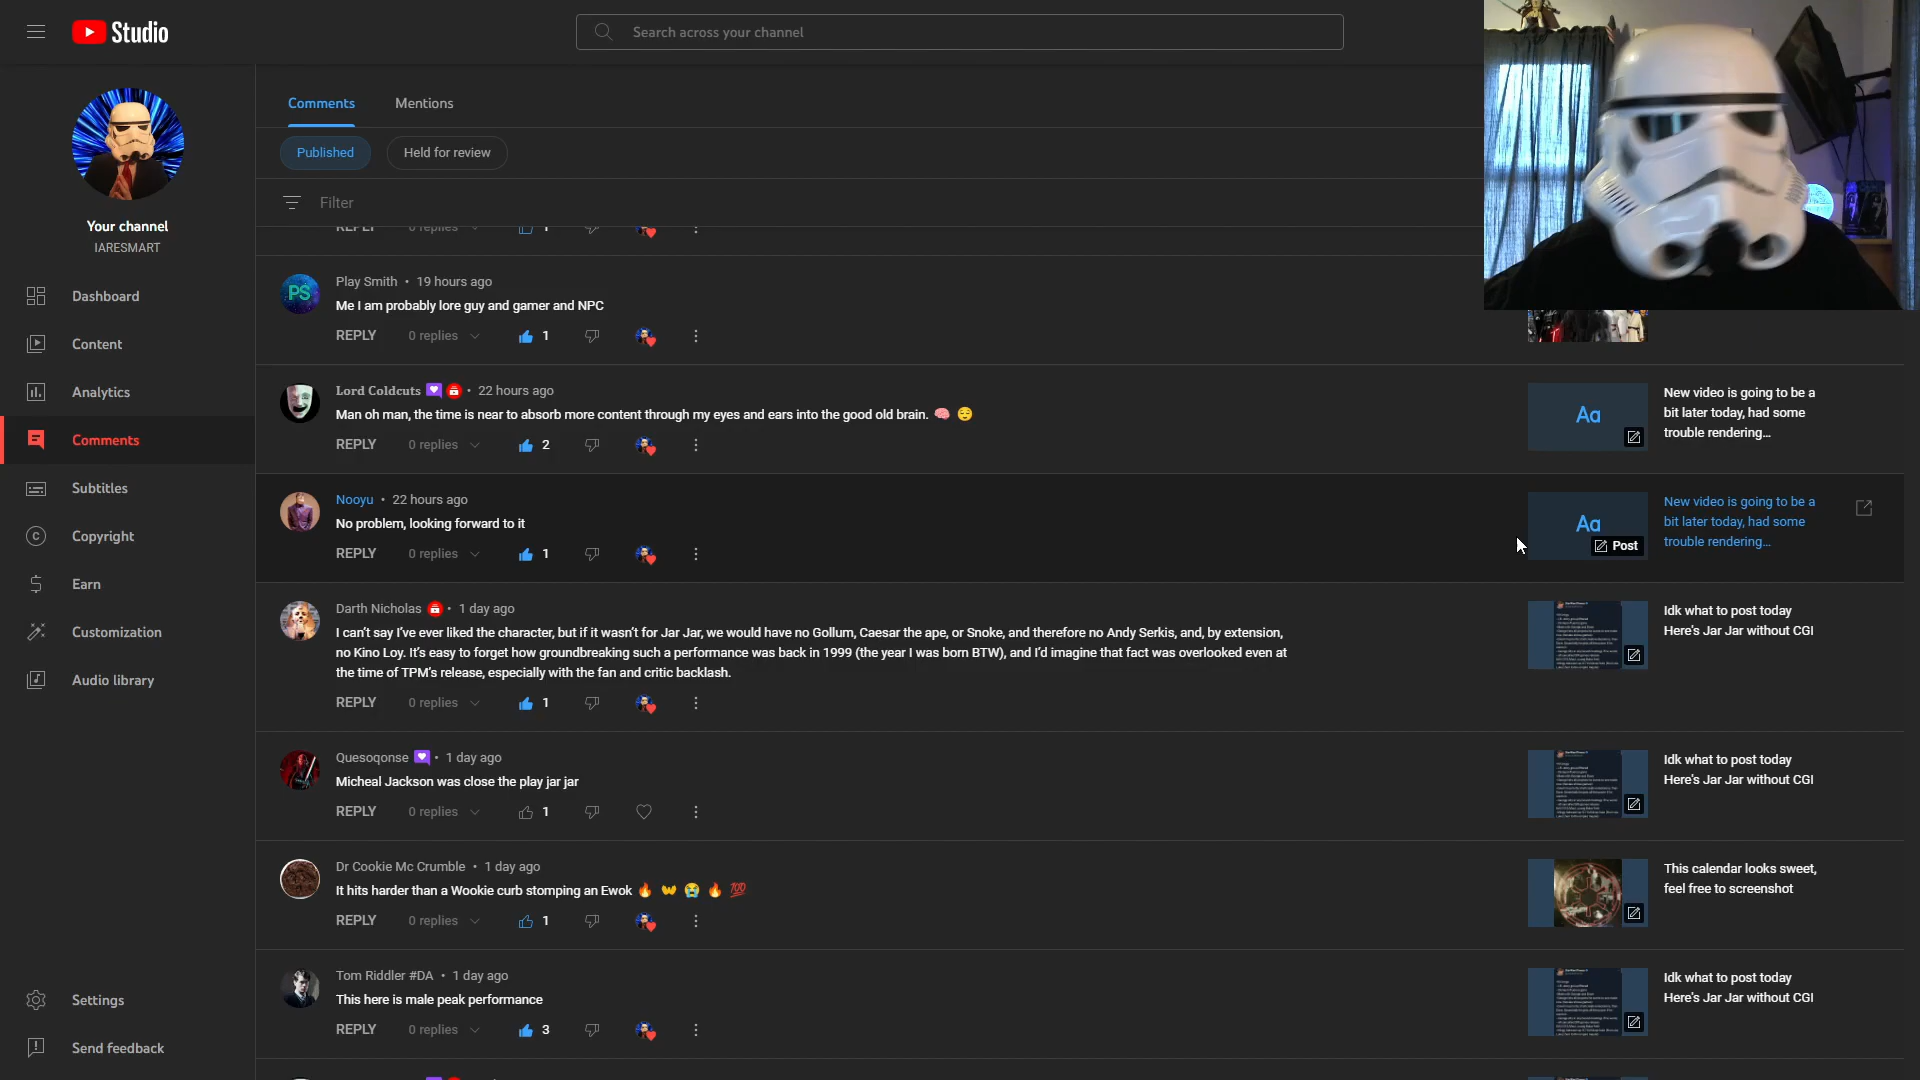 Studio
Search across your channel
Your channel
IARESMART
Dashboard
Content
Analytics
Comments
Subtitles
Copyright
Earn
Customization
Audio library
Settings
Send feedback
Comments
Mentions
Published
Held for review
Filter
REPLY 0 replies 1
Play Smith • 19 hours ago
Me I am probably lore guy and gamer and NPC
REPLY 0 replies 1
Lord Coldcuts • 22 hours ago
Man oh man, the time is near to absorb more content through my eyes and ears into the good old brain. 🧠 😌
REPLY 0 replies 2
Aa
New video is going to be a
bit later today, had some
trouble rendering...
Nooyu • 22 hours ago
No problem, looking forward to it
REPLY 0 replies 1
Aa
Post
New video is going to be a
bit later today, had some
trouble rendering...
Darth Nicholas • 1 day ago
I can't say I've ever liked the character, but if it wasn't for Jar Jar, we would have no Gollum, Caesar the ape, or Snoke, and therefore no Andy Serkis, and, by extension,
no Kino Loy. It's easy to forget how groundbreaking such a performance was back in 1999 (the year I was born BTW), and I'd imagine that fact was overlooked even at
the time of TPM's release, especially with the fan and critic backlash.
REPLY 0 replies 1
Idk what to post today
Here's Jar Jar without CGI
Quesoqonse • 1 day ago
Micheal Jackson was close the play jar jar
REPLY 0 replies 1
Idk what to post today
Here's Jar Jar without CGI
Dr Cookie Mc Crumble • 1 day ago
It hits harder than a Wookie curb stomping an Ewok 🔥 👐 😭 🔥 💯
REPLY 0 replies 1
This calendar looks sweet,
feel free to screenshot
Tom Riddler #DA • 1 day ago
This here is male peak performance
REPLY 0 replies 3
Idk what to post today
Here's Jar Jar without CGI
PS